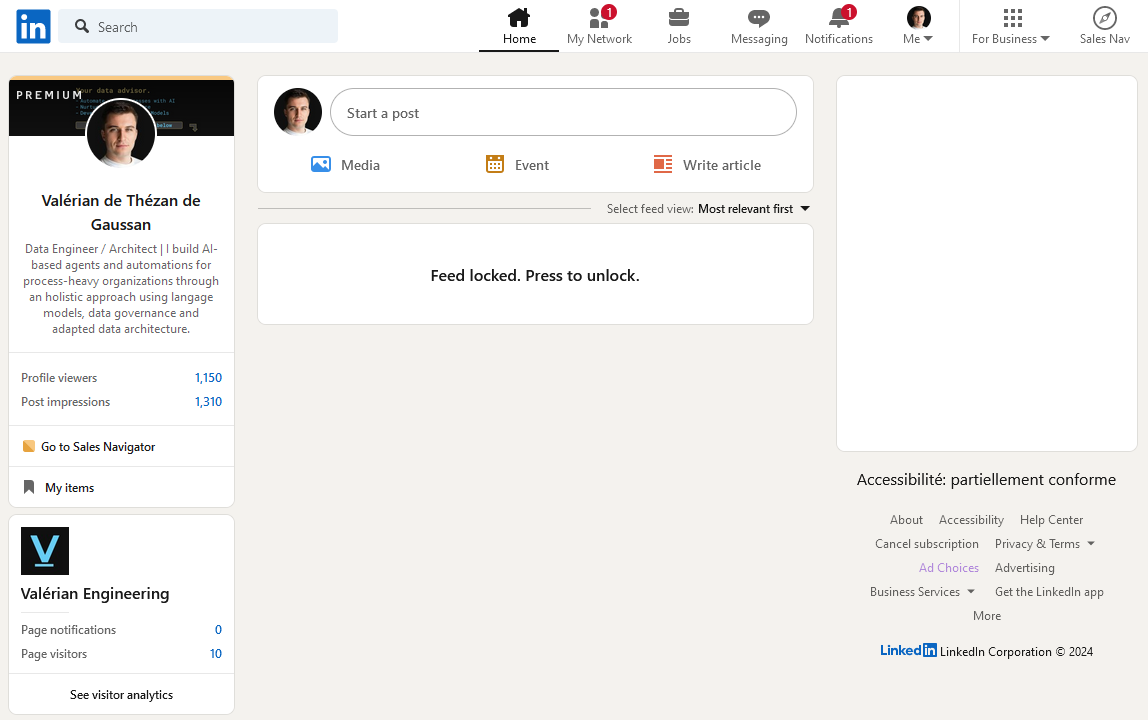 in
Search
Home
1
My Network
Jobs
Messaging
1
Notifications
Me
For Business
Sales Nav
PREMIUM
Your data advisor.
Valérian de Thézan de
Gaussan
Data Engineer / Architect | I build AI-
based agents and automations for
process-heavy organizations through
an holistic approach using langage
models, data governance and
adapted data architecture.
Profile viewers 1,150
Post impressions 1,310
Go to Sales Navigator
My items
V
Valérian Engineering
Page notifications 0
Page visitors 10
See visitor analytics
Start a post
Media Event Write article
Select feed view: Most relevant first
Feed locked. Press to unlock.
Accessibilité: partiellement conforme
About Accessibility Help Center
Cancel subscription Privacy & Terms
Ad Choices Advertising
Business Services Get the LinkedIn app
More
LinkedIn LinkedIn Corporation © 2024